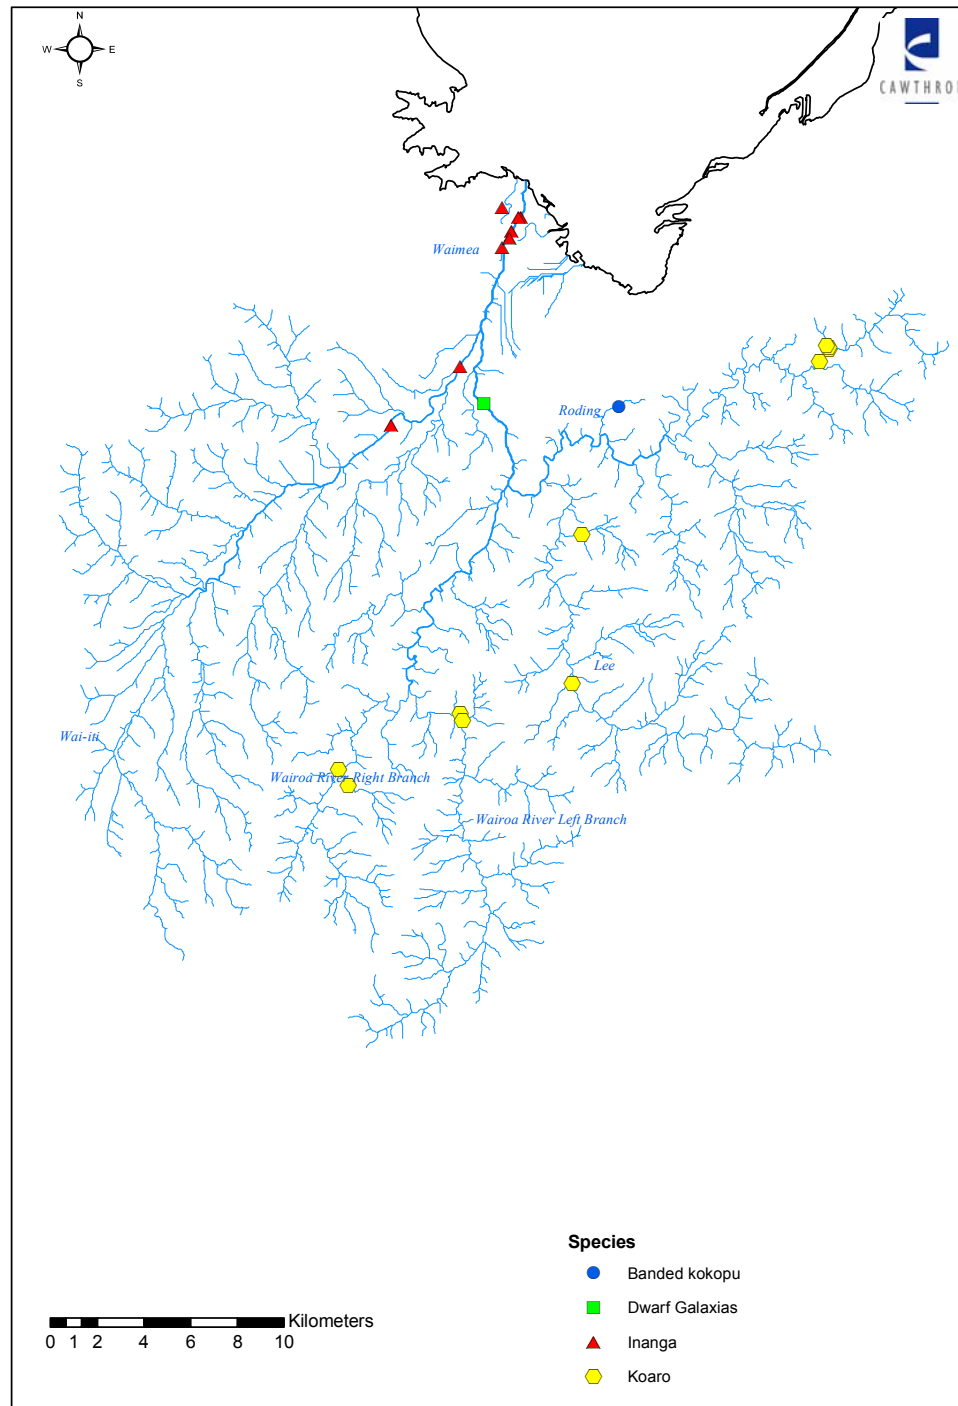 N
W E
S
CAWTHRO
Waimea
Roding
Lee
Wai-iti
Wairoa River Right Branch
Wairoa River Left Branch
Species
Banded kokopu
Dwarf Galaxias
Inanga
Koaro
Kilometers
0 1 2 4 6 8 10